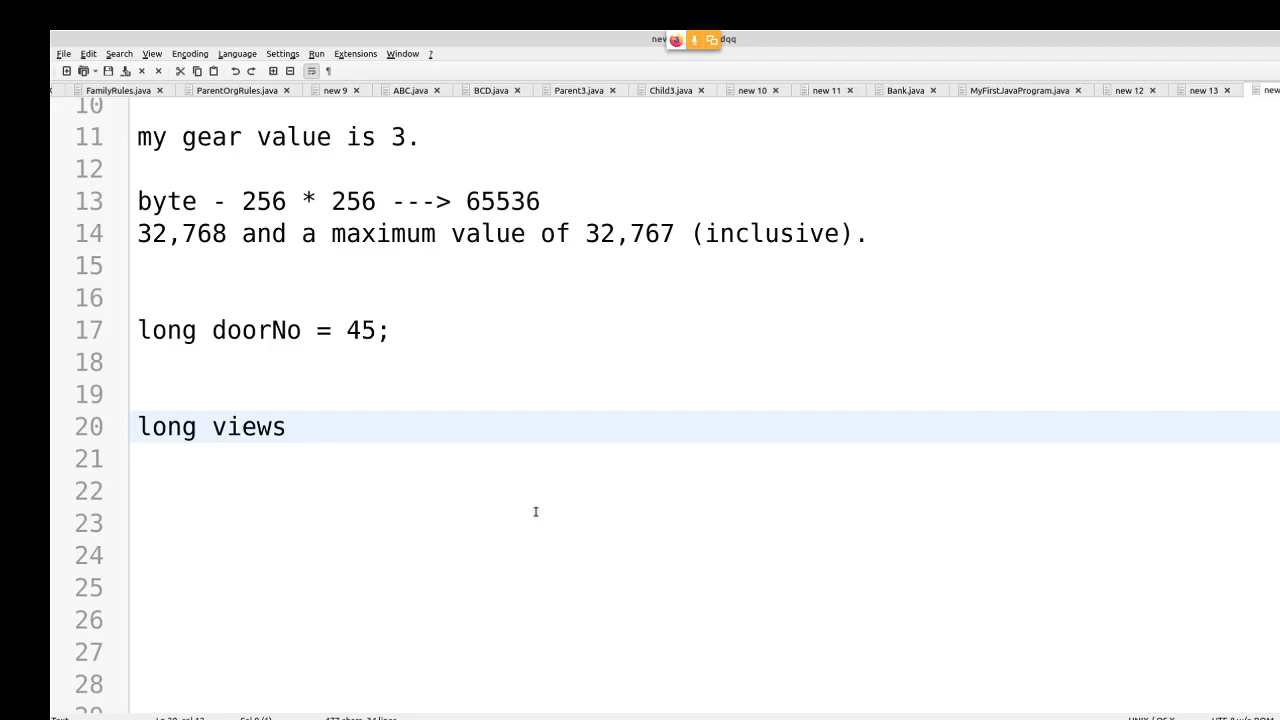 new dqq
File Edit Search View Encoding Language Settings Run Extensions Window ?
FamilyRules.java ParentOrgRules.java new 9 ABC.java BCD.java Parent3.java Child3.java new 10 new 11 Bank.java MyFirstJavaProgram.java new 12 new 13 new
10
11 my gear value is 3.
12
13 byte - 256 * 256 ---> 65536
14 32,768 and a maximum value of 32,767 (inclusive).
15
16
17 long doorNo = 45;
18
19
20 long views
21
22
23
24
25
26
27
28